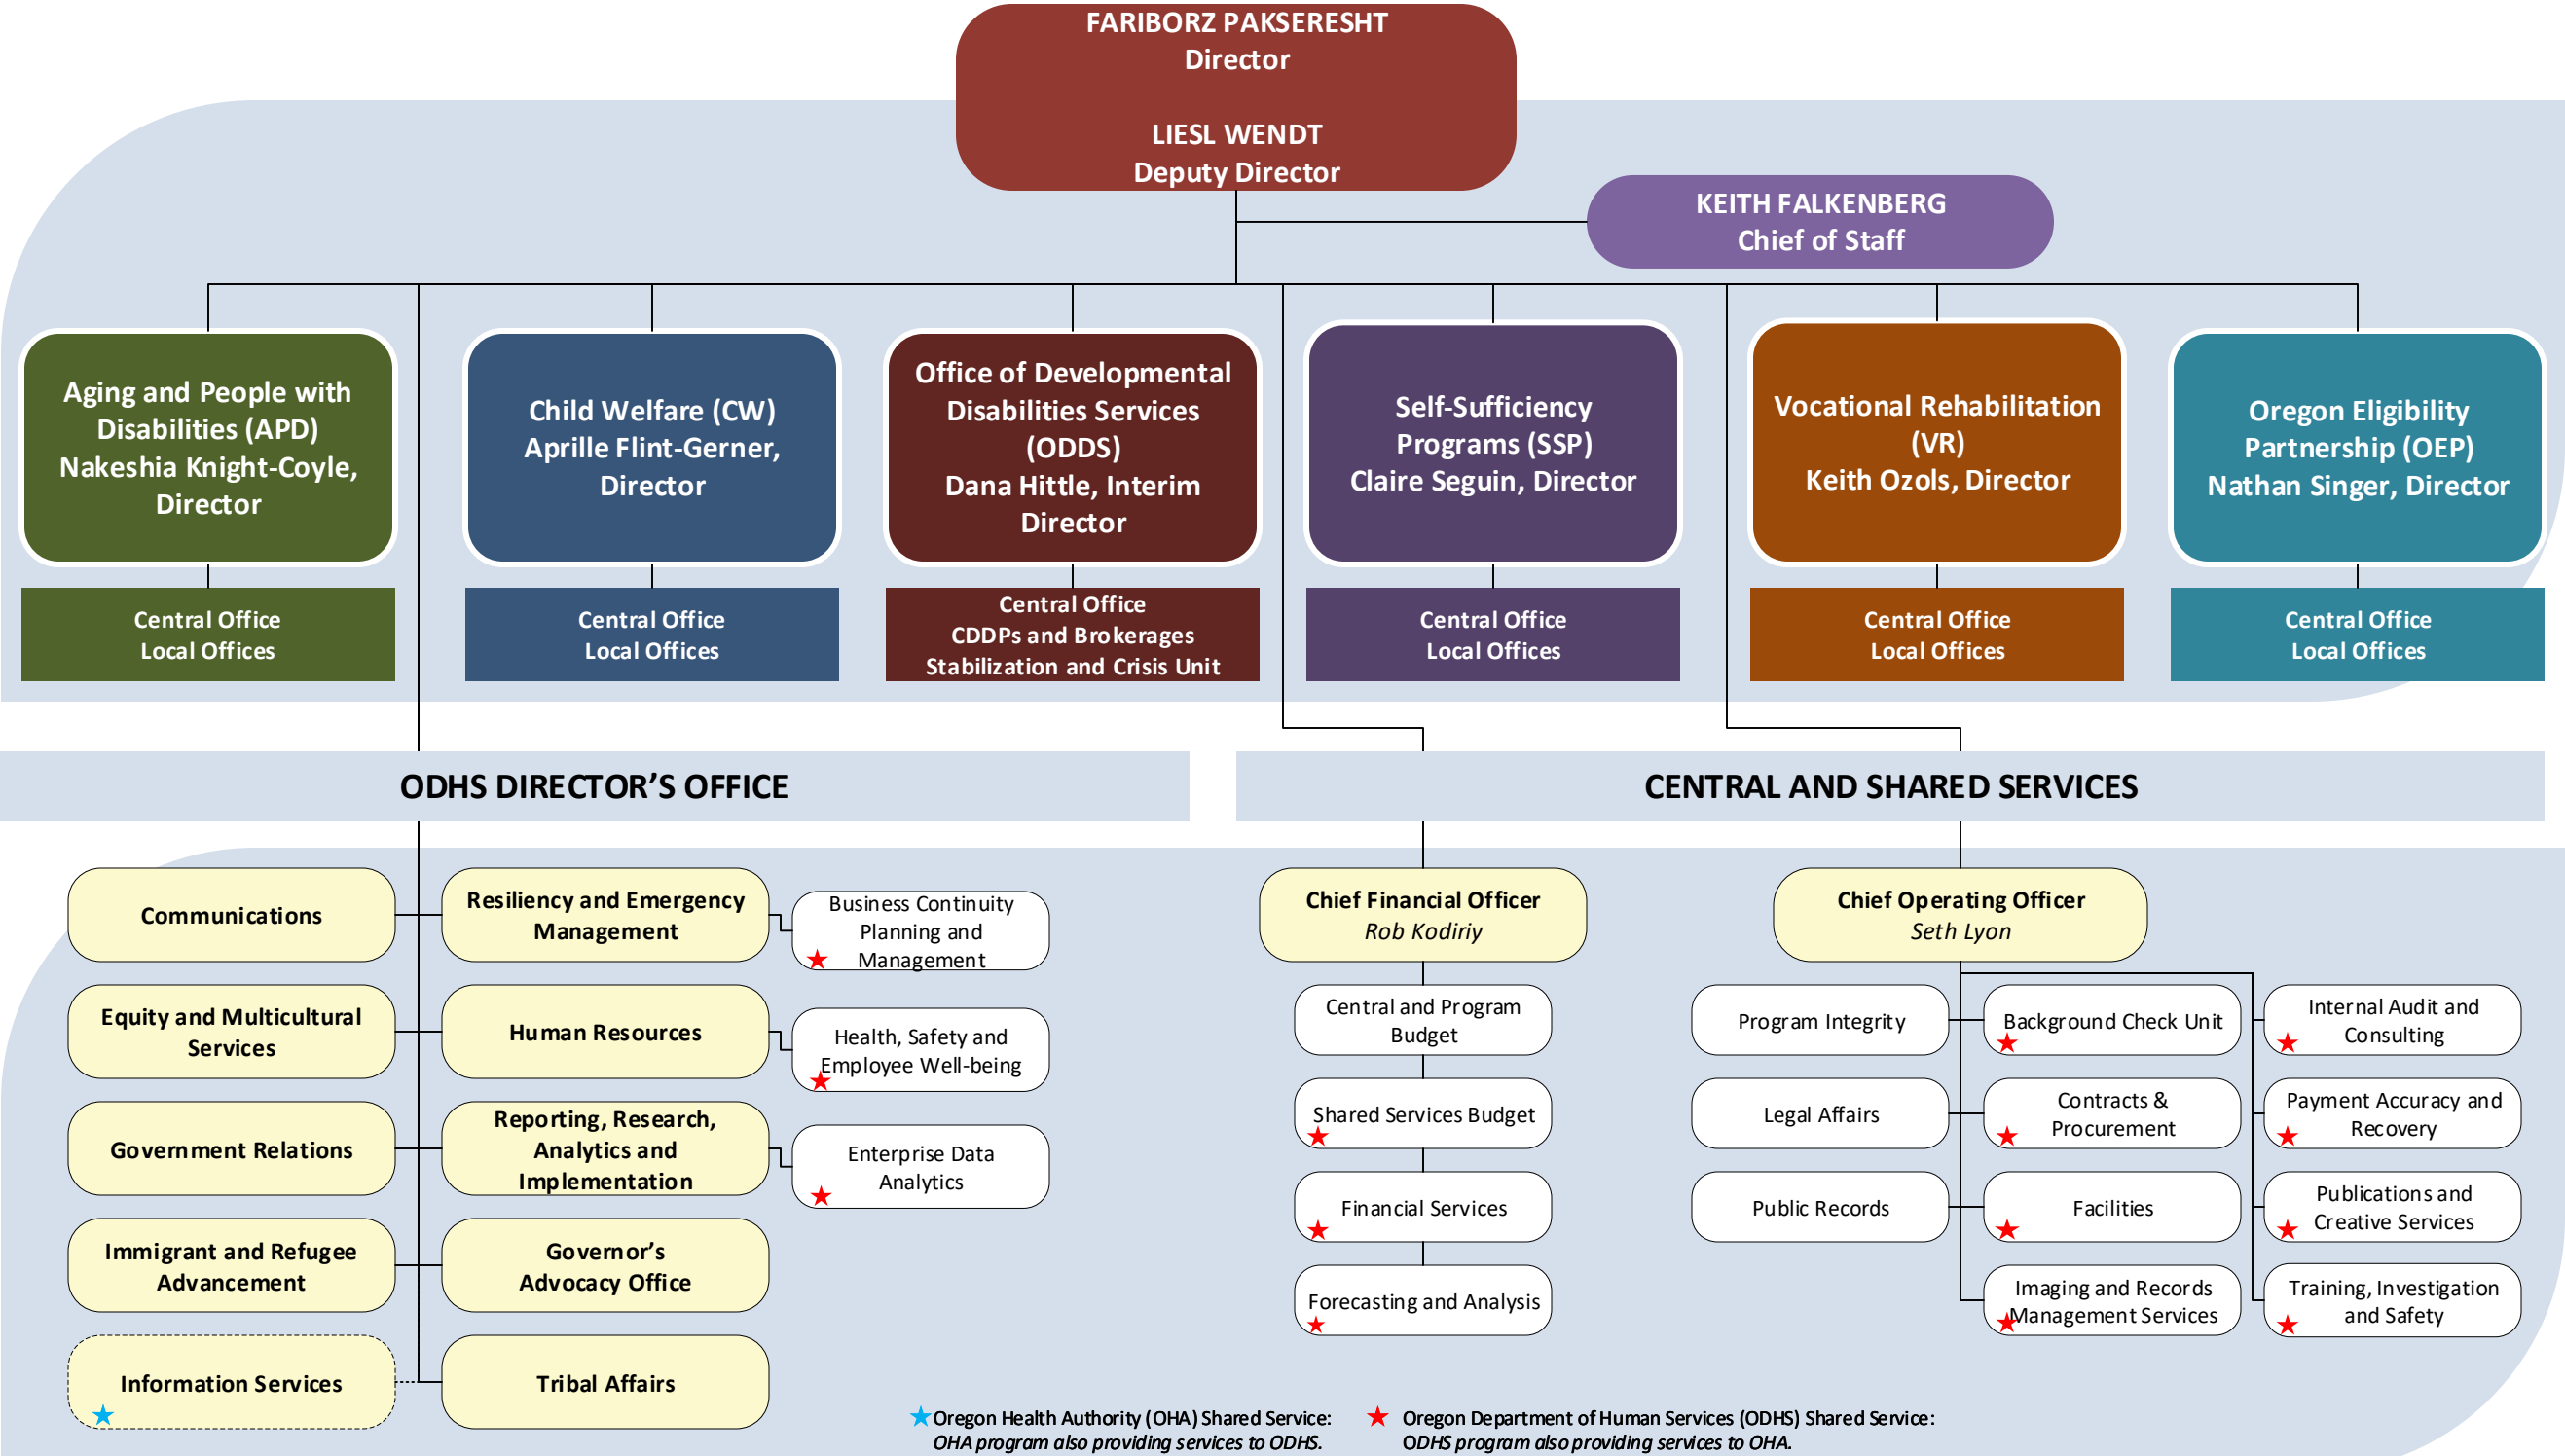 FARIBORZ PAKSERESHT
Director
LIESL WENDT
Deputy Director
KEITH FALKENBERG
Chief of Staff
Aging and People with
Disabilities (APD)
Nakeshia Knight-Coyle,
Director
Child Welfare (CW)
Aprille Flint-Gerner,
Director
Office of Developmental
Disabilities Services
(ODDS)
Dana Hittle, Interim
Director
Self-Sufficiency
Programs (SSP)
Claire Seguin, Director
Vocational Rehabilitation
(VR)
Keith Ozols, Director
Oregon Eligibility
Partnership (OEP)
Nathan Singer, Director
Central Office
Local Offices
Central Office
Local Offices
Central Office
CDDPs and Brokerages
Stabilization and Crisis Unit
Central Office
Local Offices
Central Office
Local Offices
Central Office
Local Offices
ODHS DIRECTOR’S OFFICE
CENTRAL AND SHARED SERVICES
Communications
Resiliency and Emergency
Management
Business Continuity
Planning and
Management
Equity and Multicultural
Services
Human Resources
Health, Safety and
Employee Well-being
Government Relations
Reporting, Research,
Analytics and
Implementation
Enterprise Data
Analytics
Immigrant and Refugee
Advancement
Governor’s
Advocacy Office
Information Services
Tribal Affairs
Chief Financial Officer
Rob Kodiriy
Central and Program
Budget
Shared Services Budget
Financial Services
Forecasting and Analysis
Chief Operating Officer
Seth Lyon
Program Integrity
Background Check Unit
Internal Audit and
Consulting
Legal Affairs
Contracts &
Procurement
Payment Accuracy and
Recovery
Public Records
Facilities
Publications and
Creative Services
Imaging and Records
Management Services
Training, Investigation
and Safety
Oregon Health Authority (OHA) Shared Service:
OHA program also providing services to ODHS.
Oregon Department of Human Services (ODHS) Shared Service:
ODHS program also providing services to OHA.